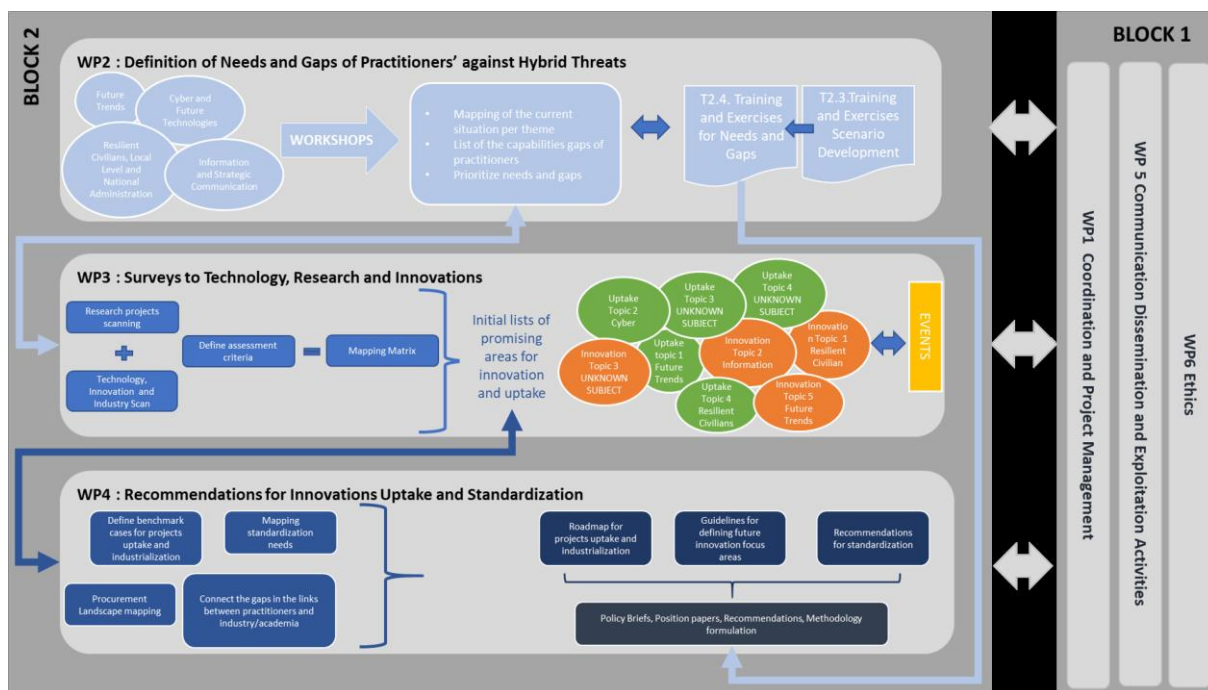 BLOCK 2
WP2 : Definition of Needs and Gaps of Practitioners' against Hybrid Threats
Future
Trends
Cyber and
Future
Technologies
Resilient
Civilians, Local
Level and
National
Administration
Information
and Strategic
Communication
WORKSHOPS
• Mapping of the current
situation per theme
• List of the capabilities gaps of
practitioners
• Prioritize needs and gaps
T2.4. Training
and Exercises
for Needs and
Gaps
T2.3.Training
and Exercises
Scenario
Development
WP3 : Surveys to Technology, Research and Innovations
Research projects
scanning
Technology,
Innovation and
Industry Scan
Define assessment
criteria
Mapping Matrix
Initial lists of
promising
areas for
innovation
and uptake
Uptake
Topic 2
Cyber
Uptake
Topic 3
UNKNOWN
SUBJECT
Uptake
Topic 4
UNKNOWN
SUBJECT
Innovation
Topic 3
UNKNOWN
SUBJECT
Uptake
topic 1
Future
Trends
Innovation
Topic 2
Information
Innovatio
n Topic 1
Resilient
Civilian
Uptake
Topic 4
Resilient
Civilians
Innovation
Topic 5
Future
Trends
EVENTS
WP4 : Recommendations for Innovations Uptake and Standardization
Define benchmark
cases for projects
uptake and
industrialization
Mapping
standardization
needs
Procurement
Landscape mapping
Connect the gaps in the links
between practitioners and
industry/academia
Roadmap for
projects uptake and
industrialization
Guidelines for
defining future
innovation focus
areas
Recommendations
for standardization
Policy Briefs, Position papers, Recommendations, Methodology
formulation
BLOCK 1
WP1 Coordination and Project Management
WP 5 Communication Dissemination and Exploitation Activities
WP6 Ethics